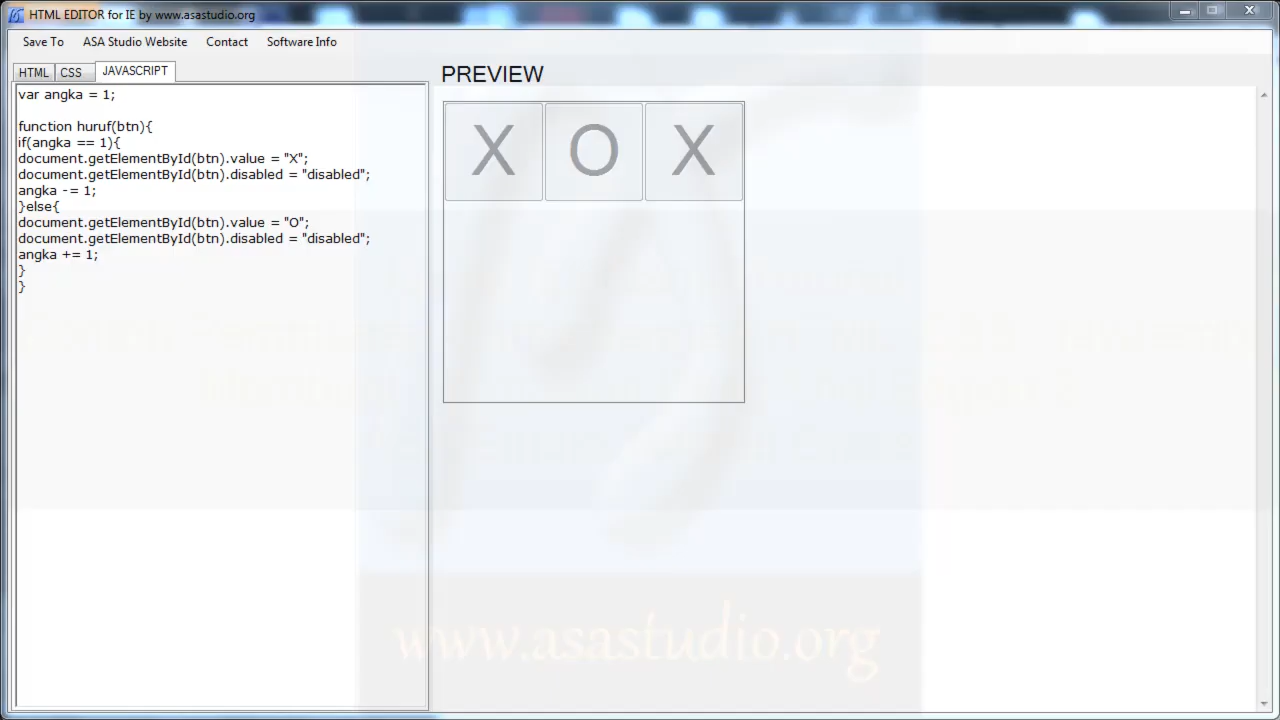 HTML EDITOR for IE by www.asastudio.org
Save To ASA Studio Website Contact Software Info
HTML CSS JAVASCRIPT
PREVIEW
var angka = 1;
function huruf(btn){
if(angka == 1){
document.getElementById(btn).value = "X";
document.getElementById(btn).disabled = "disabled";
angka -= 1;
}else{
document.getElementById(btn).value = "O";
document.getElementById(btn).disabled = "disabled";
angka += 1;
}
}
X O X
www.asastudio.org